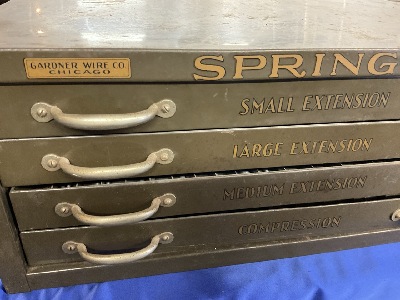 GARDNER WIRE CO.
CHICAGO
SPRING
SMALL EXTENSION
LARGE EXTENSION
MEDIUM EXTENSION
COMPRESSION